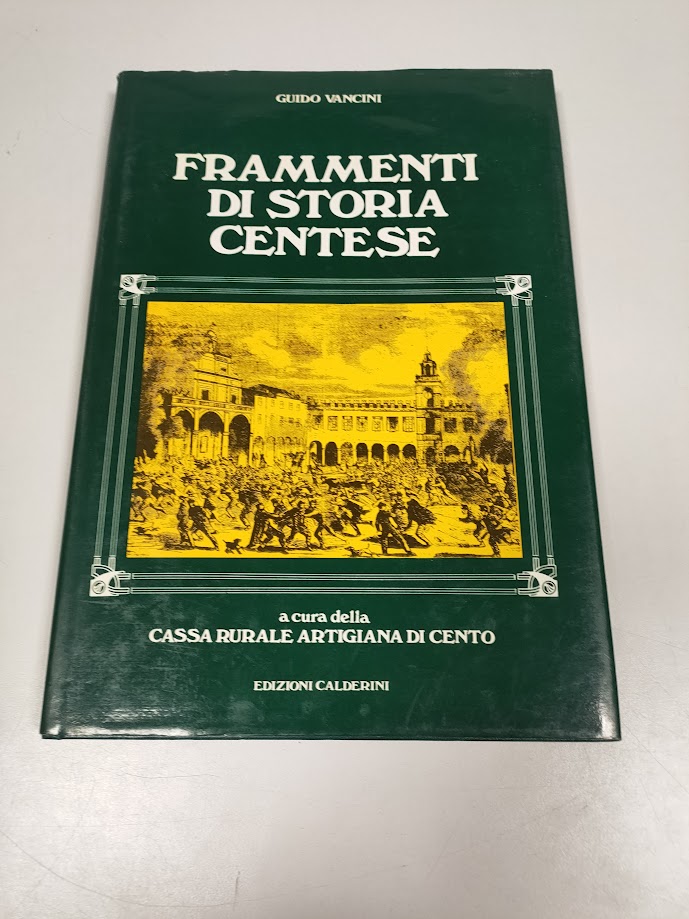 GUIDO VANCINI
FRAMMENTI
DI STORIA
CENTESE
a cura della
CASSA RURALE ARTIGIANA DI CENTO
EDIZIONI CALDERINI